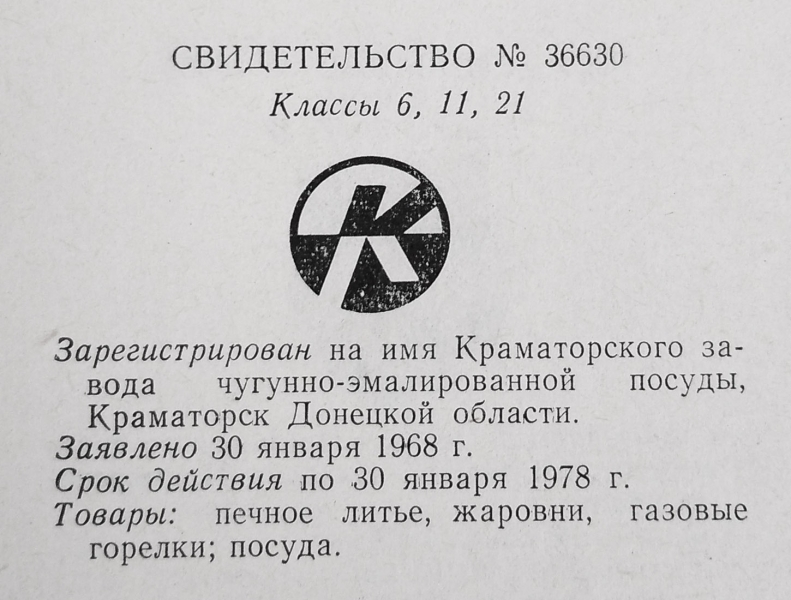 СВИДЕТЕЛЬСТВО № 36630
Классы 6, 11, 21
К
Зарегистрирован на имя Краматорского за-
вода чугунно-эмалированной посуды,
Краматорск Донецкой области.
Заявлено 30 января 1968 г.
Срок действия по 30 января 1978 г.
Товары: печное литье, жаровни, газовые
горелки; посуда.